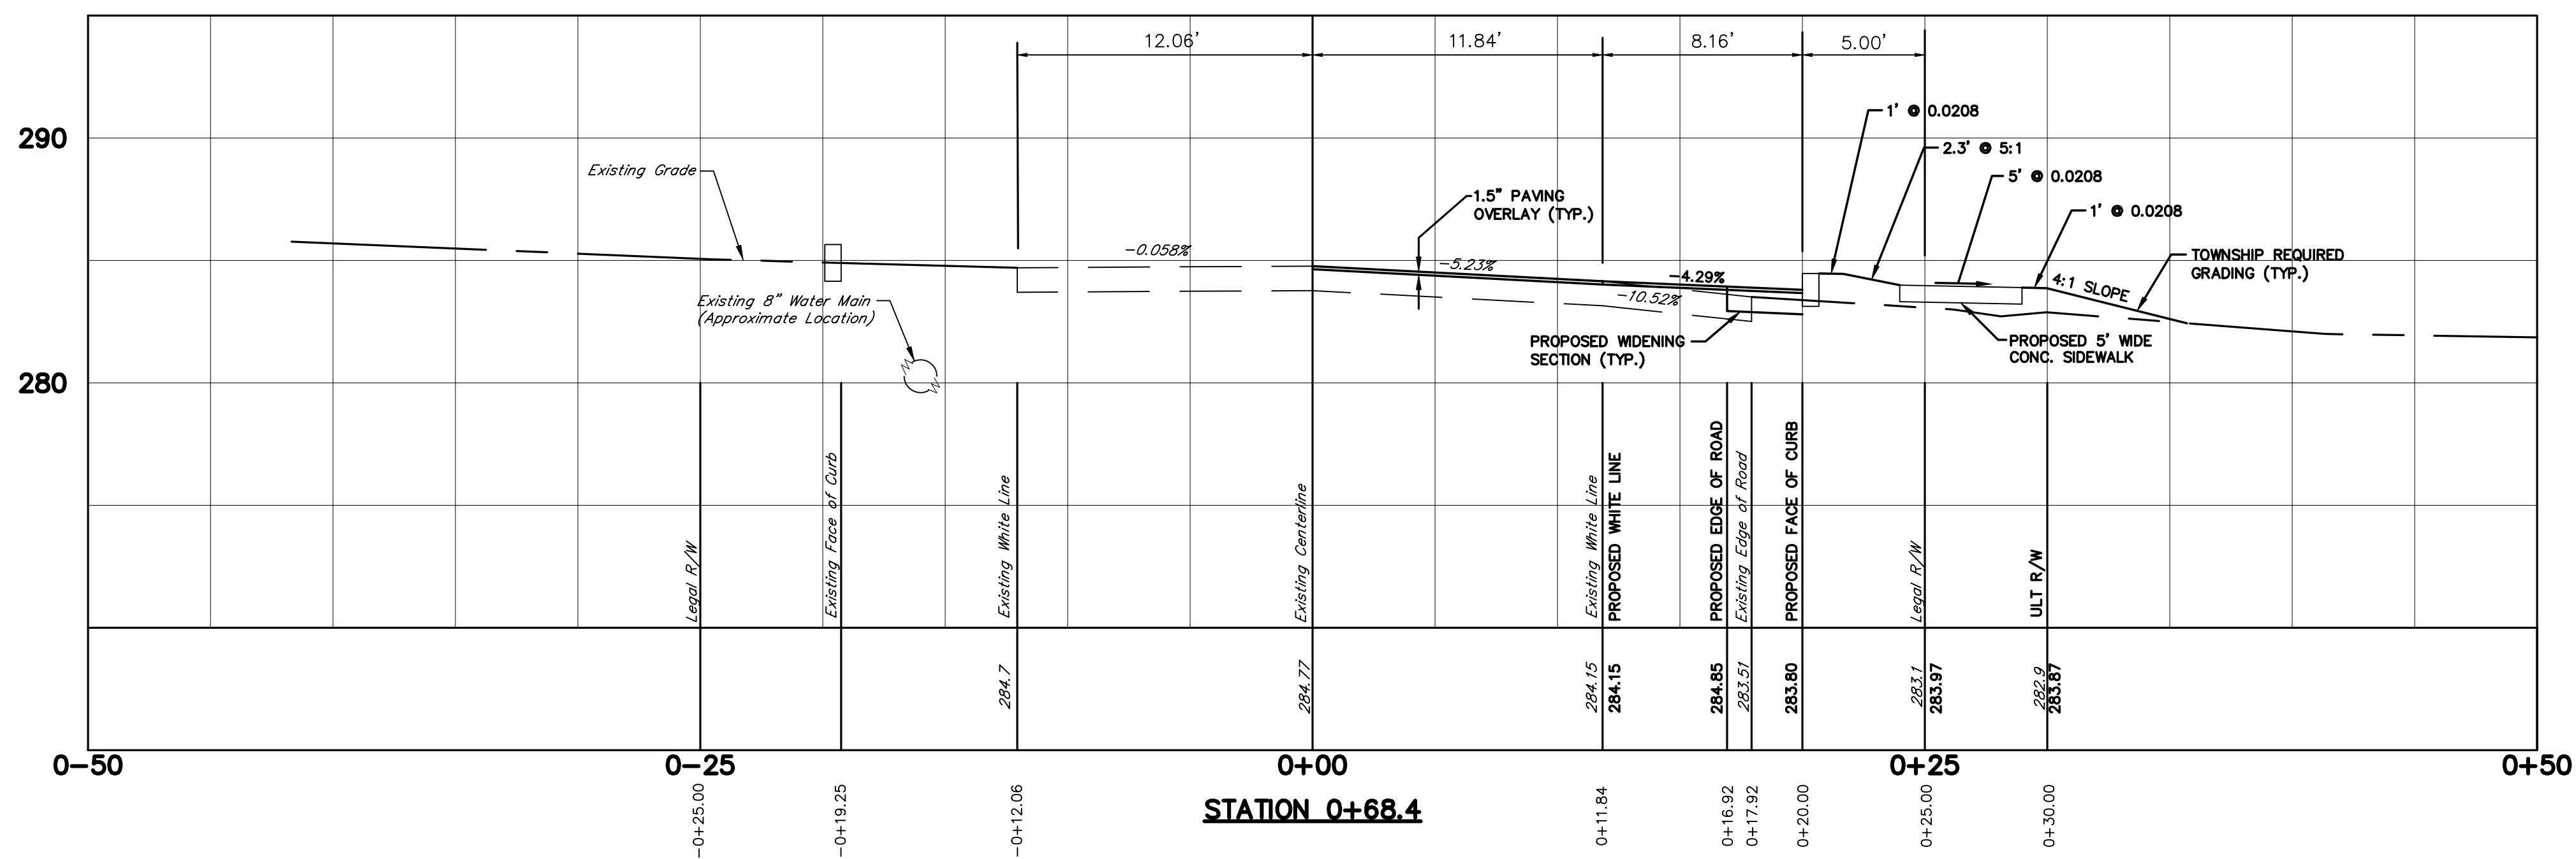 12.06'
11.84'
8.16'
5.00'
1' @ 0.0208
290
2.3' @ 5:1
Existing Grade
5' @ 0.0208
1.5" PAVING
OVERLAY (TYP.)
1' @ 0.0208
-0.058%
-5.23%
-4.29%
-10.52%
TOWNSHIP REQUIRED
GRADING (TYP.)
4:1 SLOPE
Existing 8" Water Main
(Approximate Location)
PROPOSED WIDENING
SECTION (TYP.)
PROPOSED 5' WIDE
CONC. SIDEWALK
280
Legal R/W
Existing Face of Curb
Existing White Line
Existing Centerline
Existing White Line
PROPOSED WHITE LINE
PROPOSED EDGE OF ROAD
Existing Edge of Road
PROPOSED FACE OF CURB
Legal R/W
ULT R/W
284.7
284.77
284.15
284.15
284.85
283.51
283.80
283.1
283.97
282.9
283.87
0-50
0-25
0+00
0+25
0+50
-0+25.00
-0+19.25
-0+12.06
0+11.84
0+16.92
0+17.92
0+20.00
0+25.00
0+30.00
STATION 0+68.4